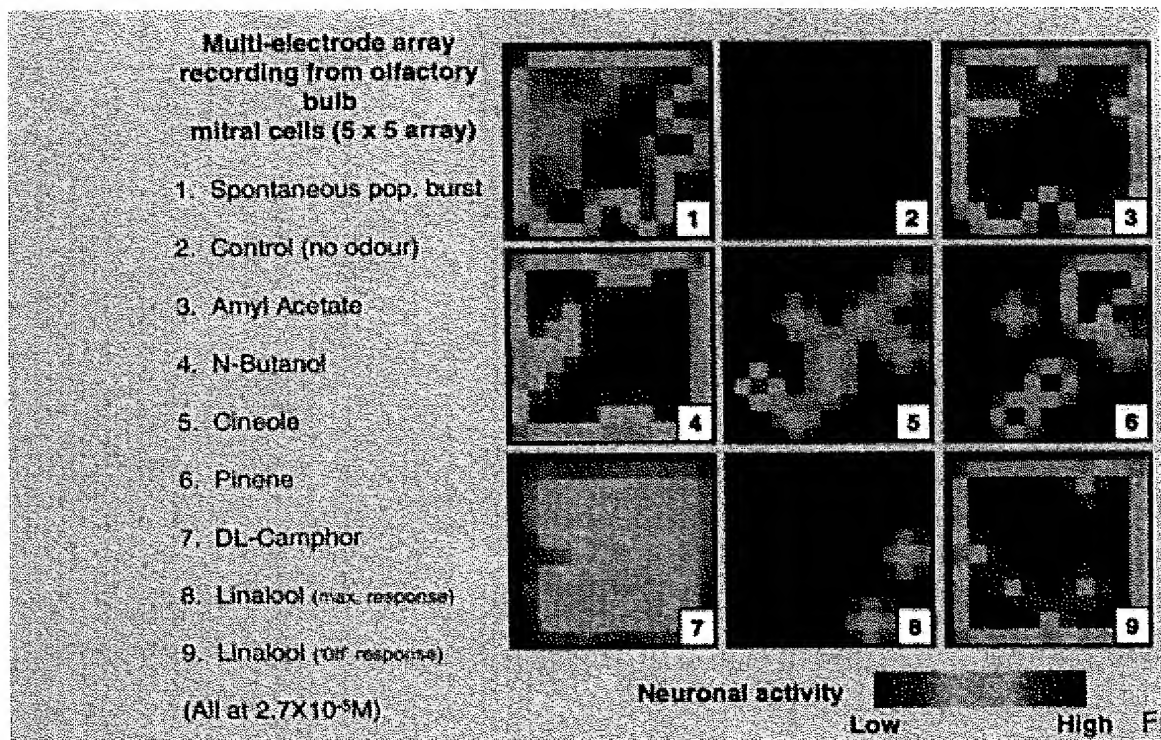 Multi-electrode array
recording from olfactory
bulb
mitral cells (5 x 5 array)
1. Spontaneous pop. burst
2. Control (no odour)
3. Amyl Acetate
4. N-Butanol
5. Cineole
6. Pinene
7. DL-Camphor
8. Linalool (max. response)
9. Linalool ('Off' response)
(All at 2.7X10⁻⁵M)
1
2
3
4
5
6
7
8
9
Neuronal activity
Low High F